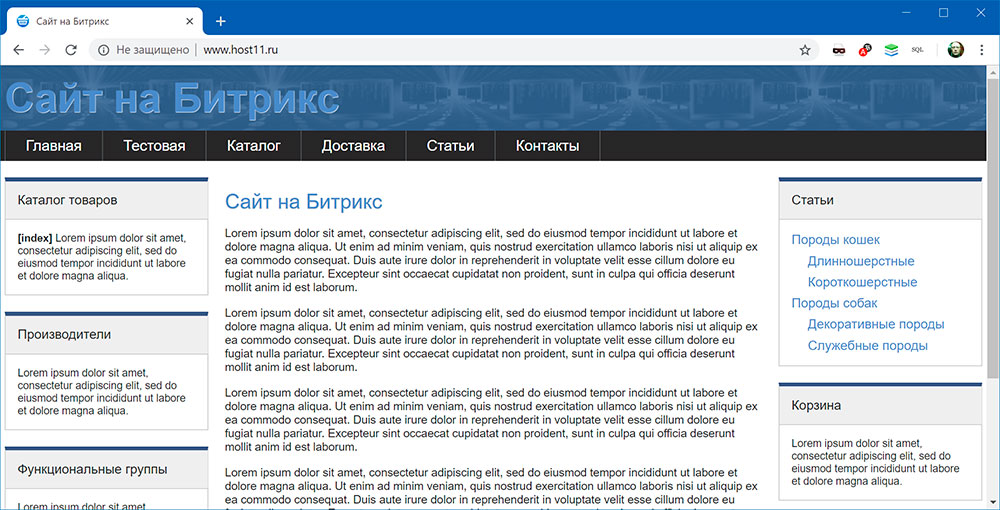 Сайт на Битрикс
Не защищено
www.host11.ru
SQL
Сайт на Битрикс
Главная
Тестовая
Каталог
Доставка
Статьи
Контакты
Каталог товаров
[index] Lorem ipsum dolor sit amet,
consectetur adipiscing elit, sed do
eiusmod tempor incididunt ut labore
et dolore magna aliqua.
Производители
Lorem ipsum dolor sit amet,
consectetur adipiscing elit, sed do
eiusmod tempor incididunt ut labore
et dolore magna aliqua.
Функциональные группы
Lorem ipsum dolor sit amet,
Сайт на Битрикс
Lorem ipsum dolor sit amet, consectetur adipiscing elit, sed do eiusmod tempor incididunt ut labore et
dolore magna aliqua. Ut enim ad minim veniam, quis nostrud exercitation ullamco laboris nisi ut aliquip ex
ea commodo consequat. Duis aute irure dolor in reprehenderit in voluptate velit esse cillum dolore eu
fugiat nulla pariatur. Excepteur sint occaecat cupidatat non proident, sunt in culpa qui officia deserunt
mollit anim id est laborum.
Lorem ipsum dolor sit amet, consectetur adipiscing elit, sed do eiusmod tempor incididunt ut labore et
dolore magna aliqua. Ut enim ad minim veniam, quis nostrud exercitation ullamco laboris nisi ut aliquip ex
ea commodo consequat. Duis aute irure dolor in reprehenderit in voluptate velit esse cillum dolore eu
fugiat nulla pariatur. Excepteur sint occaecat cupidatat non proident, sunt in culpa qui officia deserunt
mollit anim id est laborum.
Lorem ipsum dolor sit amet, consectetur adipiscing elit, sed do eiusmod tempor incididunt ut labore et
dolore magna aliqua. Ut enim ad minim veniam, quis nostrud exercitation ullamco laboris nisi ut aliquip ex
ea commodo consequat. Duis aute irure dolor in reprehenderit in voluptate velit esse cillum dolore eu
fugiat nulla pariatur. Excepteur sint occaecat cupidatat non proident, sunt in culpa qui officia deserunt
mollit anim id est laborum.
Lorem ipsum dolor sit amet, consectetur adipiscing elit, sed do eiusmod tempor incididunt ut labore et
dolore magna aliqua. Ut enim ad minim veniam, quis nostrud exercitation ullamco laboris nisi ut aliquip ex
ea commodo consequat. Duis aute irure dolor in reprehenderit in voluptate velit esse cillum dolore eu
Статьи
Породы кошек
Длинношерстные
Короткошерстные
Породы собак
Декоративные породы
Служебные породы
Корзина
Lorem ipsum dolor sit amet,
consectetur adipiscing elit, sed do
eiusmod tempor incididunt ut labore
et dolore magna aliqua.